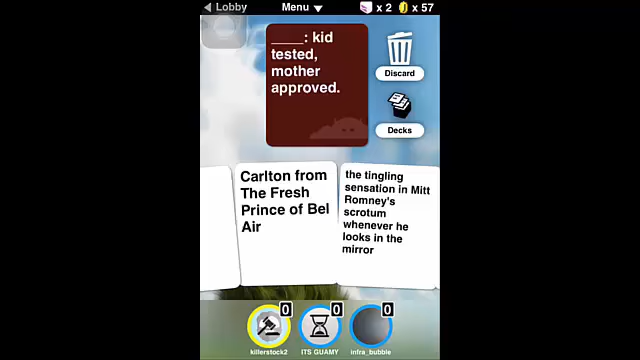 Lobby
Menu
x 2
x 57
____: kid
tested,
mother
approved.
Discard
Decks
Carlton from
The Fresh
Prince of Bel
Air
the tingling
sensation in Mitt
Romney's
scrotum
whenever he
looks in the
mirror
0
0
0
killerstock2
ITS GUAMY
infra_bubble